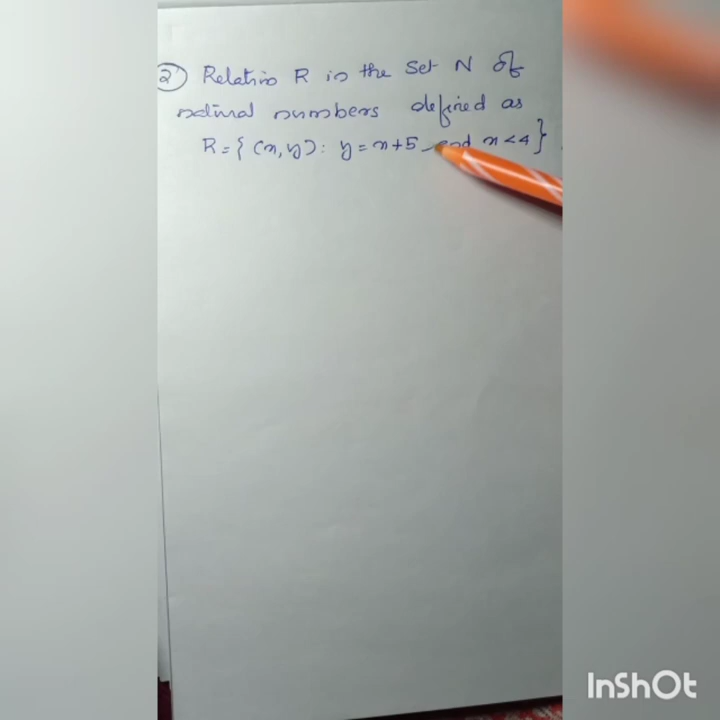 2) Relation R in the Set N of
natural numbers defined as
R = { (x, y) : y = x + 5 and x < 4 }
InShOt